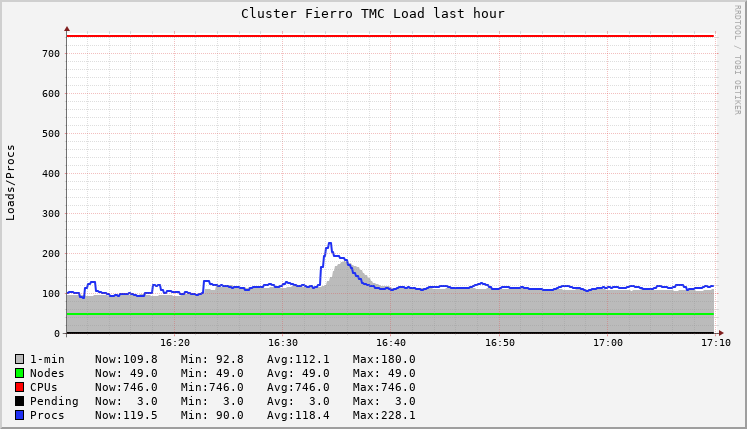 Cluster Fierro TMC Load last hour
RRDTOOL / TOBI OETIKER
Loads/Procs
700
600
500
400
300
200
100
0
16:20 16:30 16:40 16:50 17:00 17:10
1-min Now:109.8 Min: 92.8 Avg:112.1 Max:180.0
Nodes Now: 49.0 Min: 49.0 Avg: 49.0 Max: 49.0
CPUs Now:746.0 Min:746.0 Avg:746.0 Max:746.0
Pending Now: 3.0 Min: 3.0 Avg: 3.0 Max: 3.0
Procs Now:119.5 Min: 90.0 Avg:118.4 Max:228.1